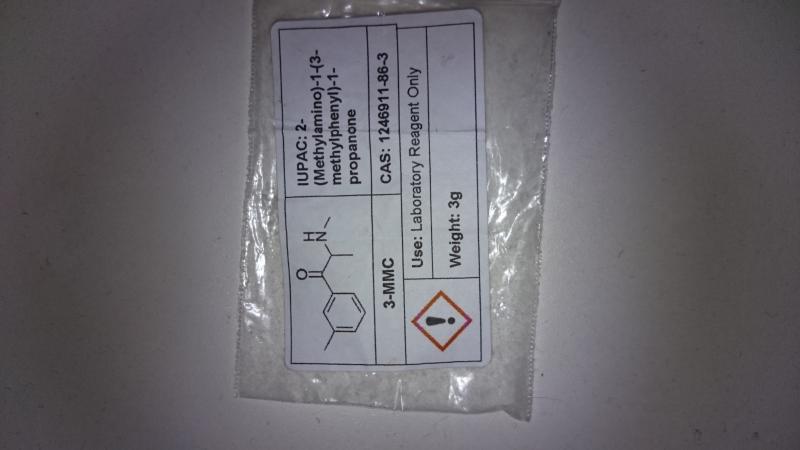 IUPAC: 2-
(Methylamino)-1-(3-
methylphenyl)-1-
propanone
O
H
N
3-MMC
CAS: 1246911-86-3
Use: Laboratory Reagent Only
Weight: 3g
!